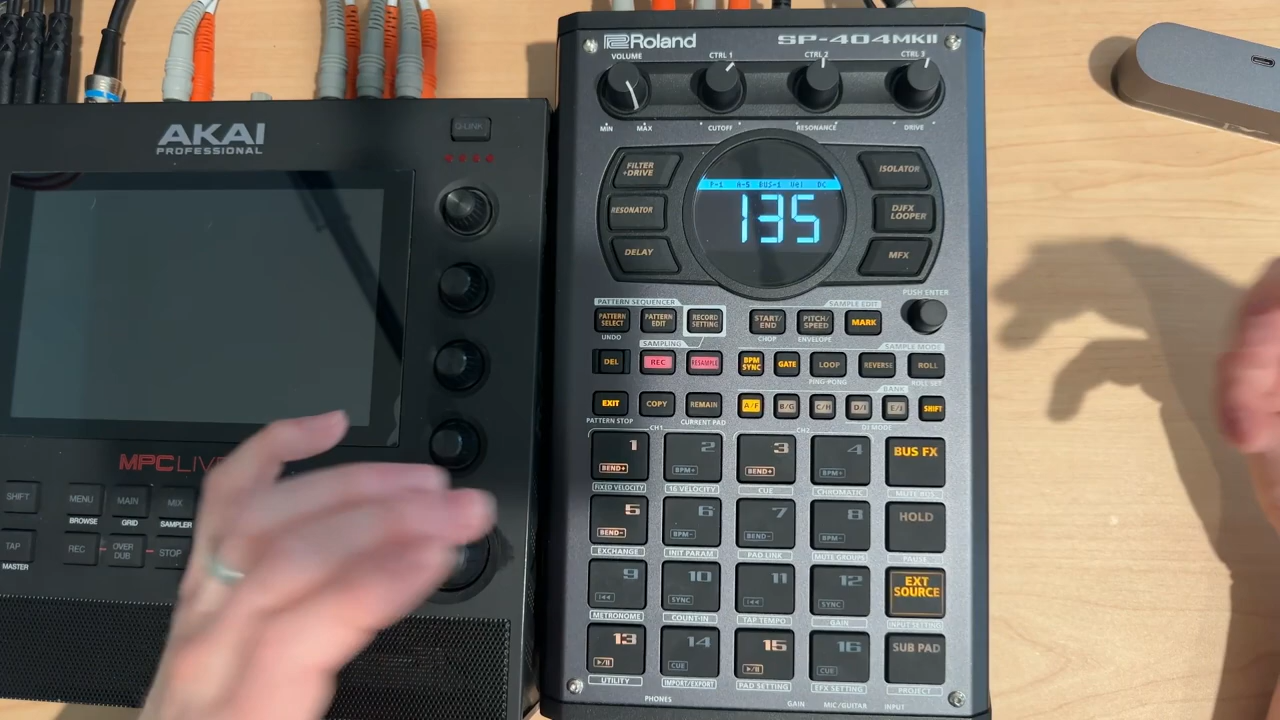 AKAI
PROFESSIONAL
Q-LINK
MPC LIVE
SHIFT
MENU
MAIN
MIX
BROWSE
GRID
SAMPLER
TAP
REC
OVER
DUB
STOP
MASTER
Roland
SP-404MKII
VOLUME
CTRL 1
CTRL 2
CTRL 3
MIN
MAX
CUTOFF
RESONANCE
DRIVE
FILTER
+DRIVE
RESONATOR
DELAY
P-1 A-5 BUS-1 Vel DC
135
ISOLATOR
DJFX
LOOPER
MFX
PUSH ENTER
PATTERN SEQUENCER
SAMPLE EDIT
PATTERN
SELECT
PATTERN
EDIT
RECORD
SETTING
START/
END
PITCH/
SPEED
MARK
UNDO
CHOP
ENVELOPE
SAMPLING
SAMPLE MODE
DEL
REC
RESAMPLE
BPM
SYNC
GATE
LOOP
REVERSE
ROLL
PING-PONG
ROLL SET
BANK
EXIT
COPY
REMAIN
A/F
B/G
C/H
D/I
E/J
SHIFT
PATTERN STOP
CURRENT PAD
DJ MODE
CH1
CH2
1
BEND+
2
BPM+
3
BEND+
4
BPM+
BUS FX
FIXED VELOCITY
16 VELOCITY
CUE
CHROMATIC
MUTE BUS
5
BEND-
6
BPM-
7
BEND-
8
BPM-
HOLD
EXCHANGE
INIT PARAM
PAD LINK
MUTE GROUPS
PAUSE
9
10
SYNC
11
12
SYNC
EXT
SOURCE
METRONOME
COUNT-IN
TAP TEMPO
GAIN
INPUT SETTING
13
14
CUE
15
16
CUE
SUB PAD
UTILITY
IMPORT/EXPORT
PAD SETTING
EFX SETTING
PROJECT
PHONES
GAIN
MIC/GUITAR
INPUT